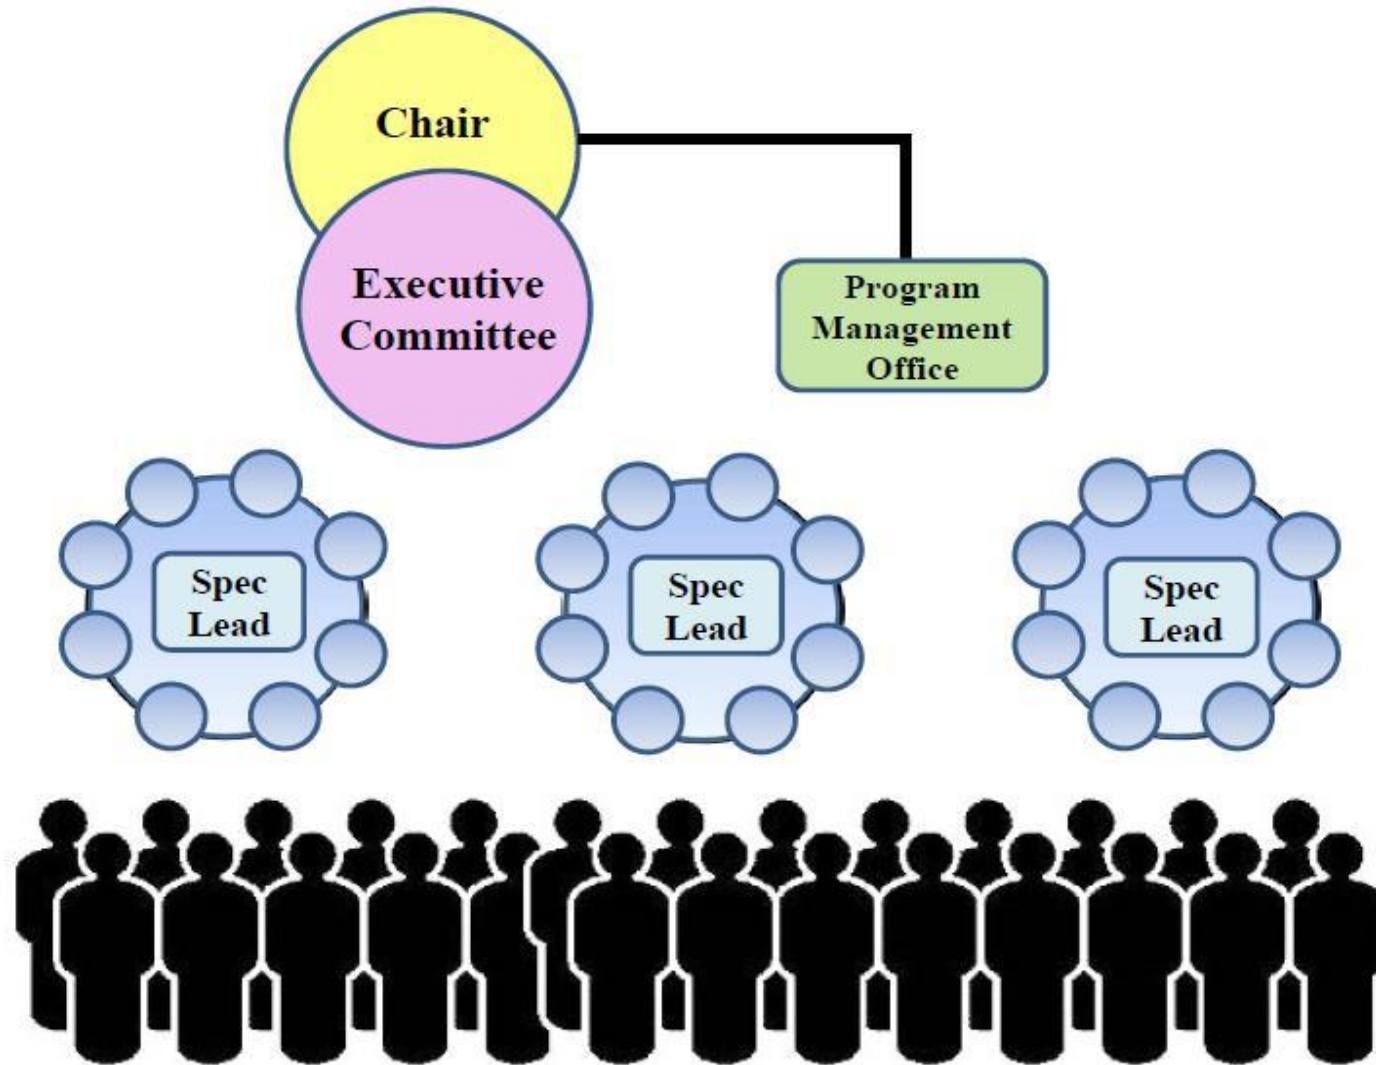 Chair
Executive
Committee
Program
Management
Office
Spec
Lead
Spec
Lead
Spec
Lead